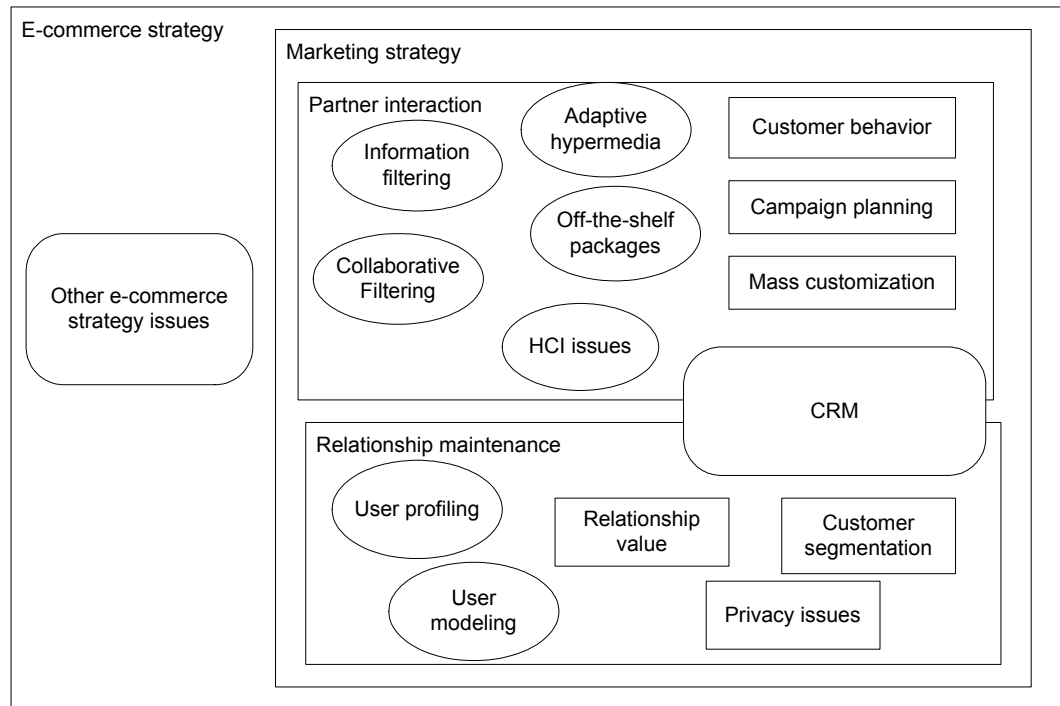 E-commerce strategy
Marketing strategy
Partner interaction
Adaptive
hypermedia
Customer behavior
Information
filtering
Campaign planning
Off-the-shelf
packages
Collaborative
Filtering
Mass customization
Other e-commerce
strategy issues
HCI issues
CRM
Relationship maintenance
User profiling
Relationship
value
Customer
segmentation
User
modeling
Privacy issues